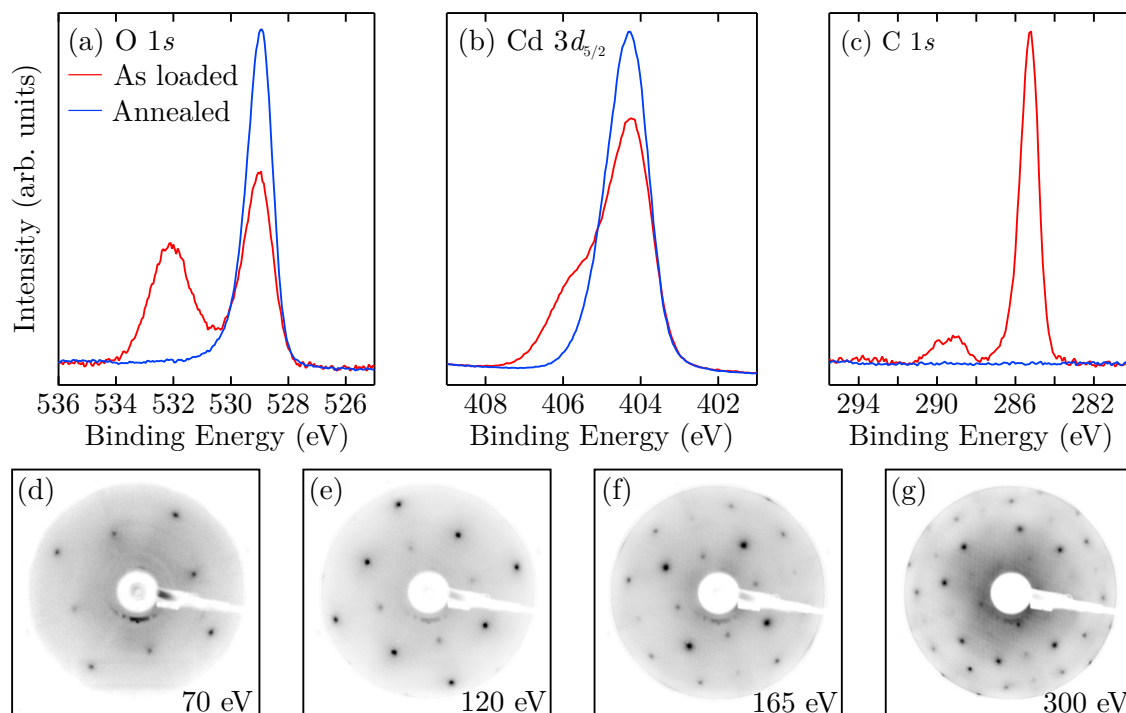 (a) O 1s
As loaded
Annealed
(b) Cd 3d5/2
(c) C 1s
Intensity (arb. units)
536 534 532 530 528 526
408 406 404 402
294 290 286 282
Binding Energy (eV)
Binding Energy (eV)
Binding Energy (eV)
(d)
70 eV
(e)
120 eV
(f)
165 eV
(g)
300 eV